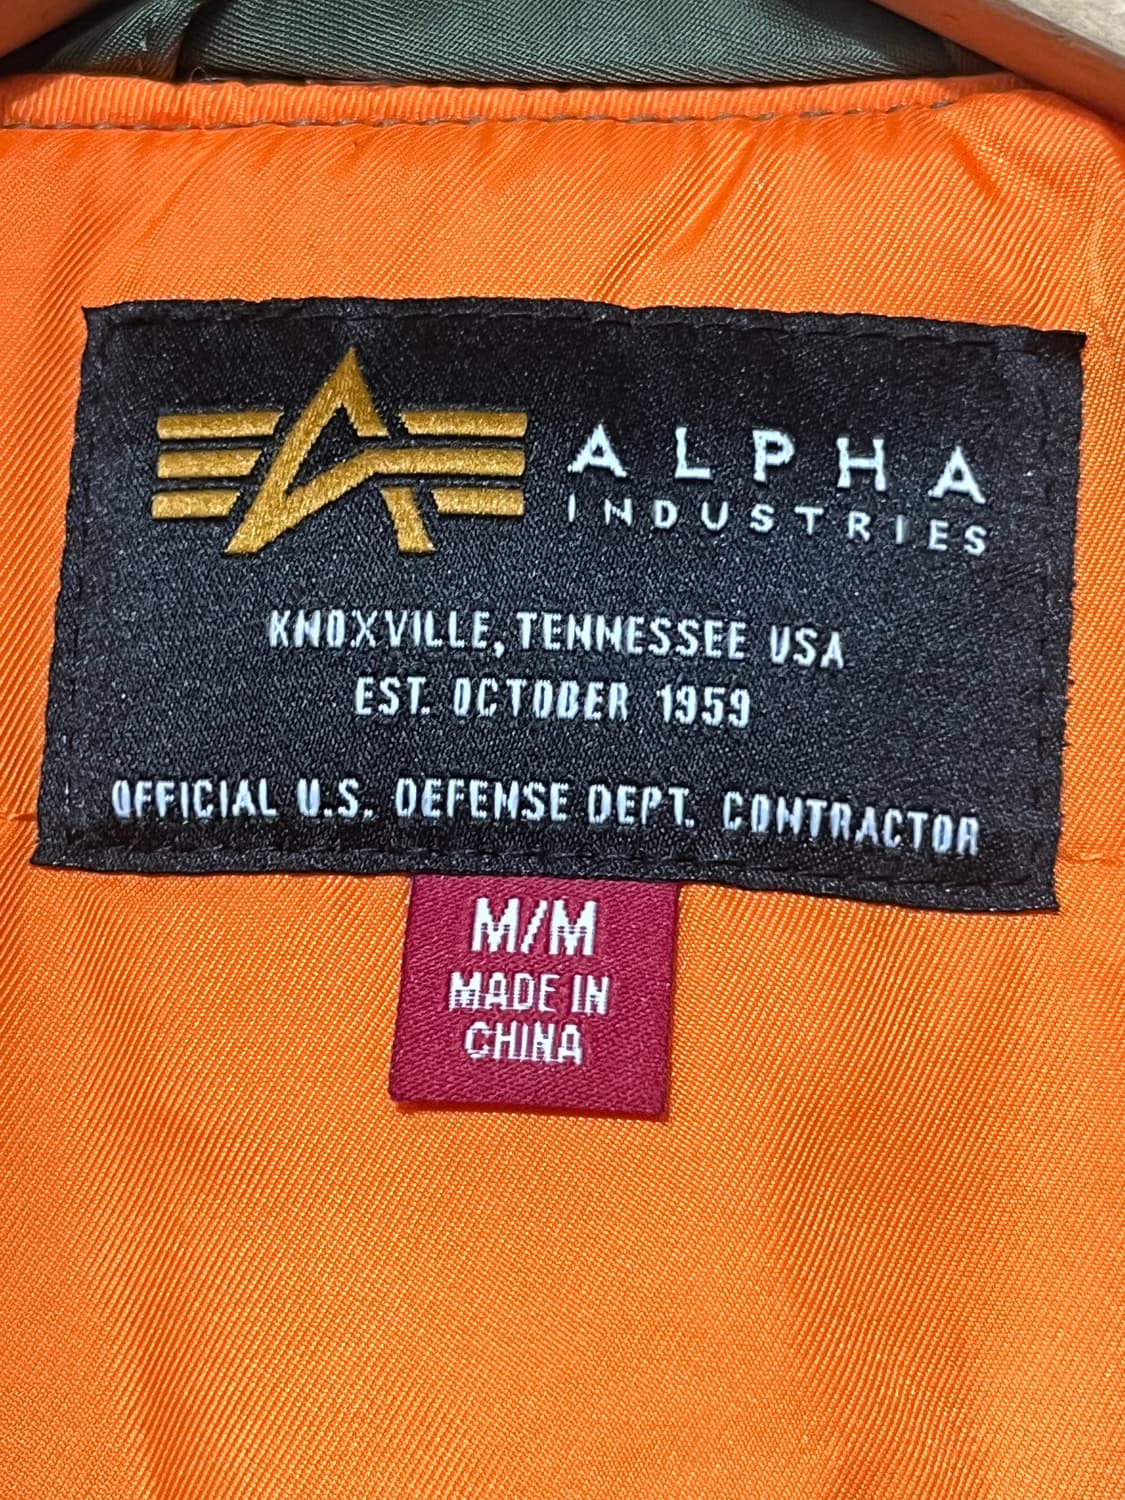 ALPHA
INDUSTRIES
KNOXVILLE, TENNESSEE USA
EST. OCTOBER 1959
OFFICIAL U.S. DEFENSE DEPT. CONTRACTOR
M/M
MADE IN
CHINA